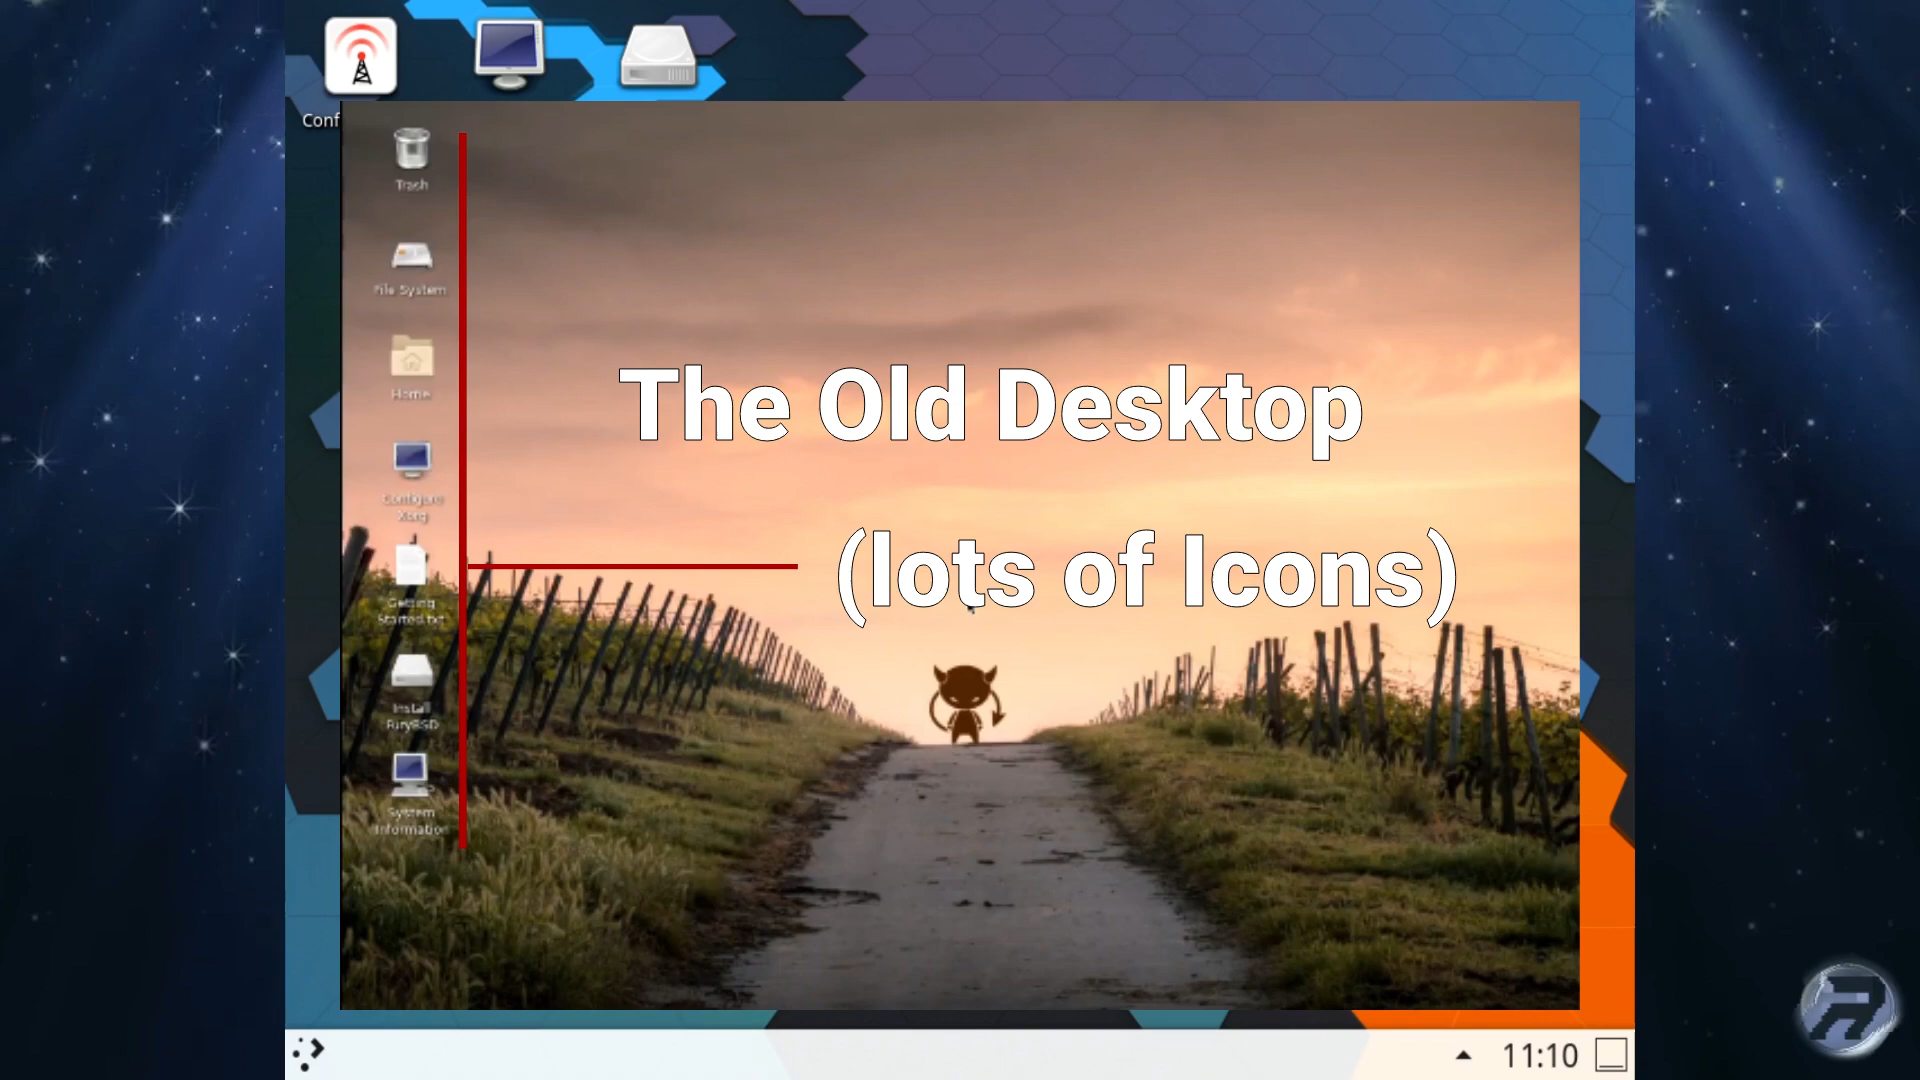 Conf
Trash
File System
Home
Configure
Xorg
Getting
Started.txt
Install
FuryBSD
System
Information
The Old Desktop
(lots of Icons)
11:10